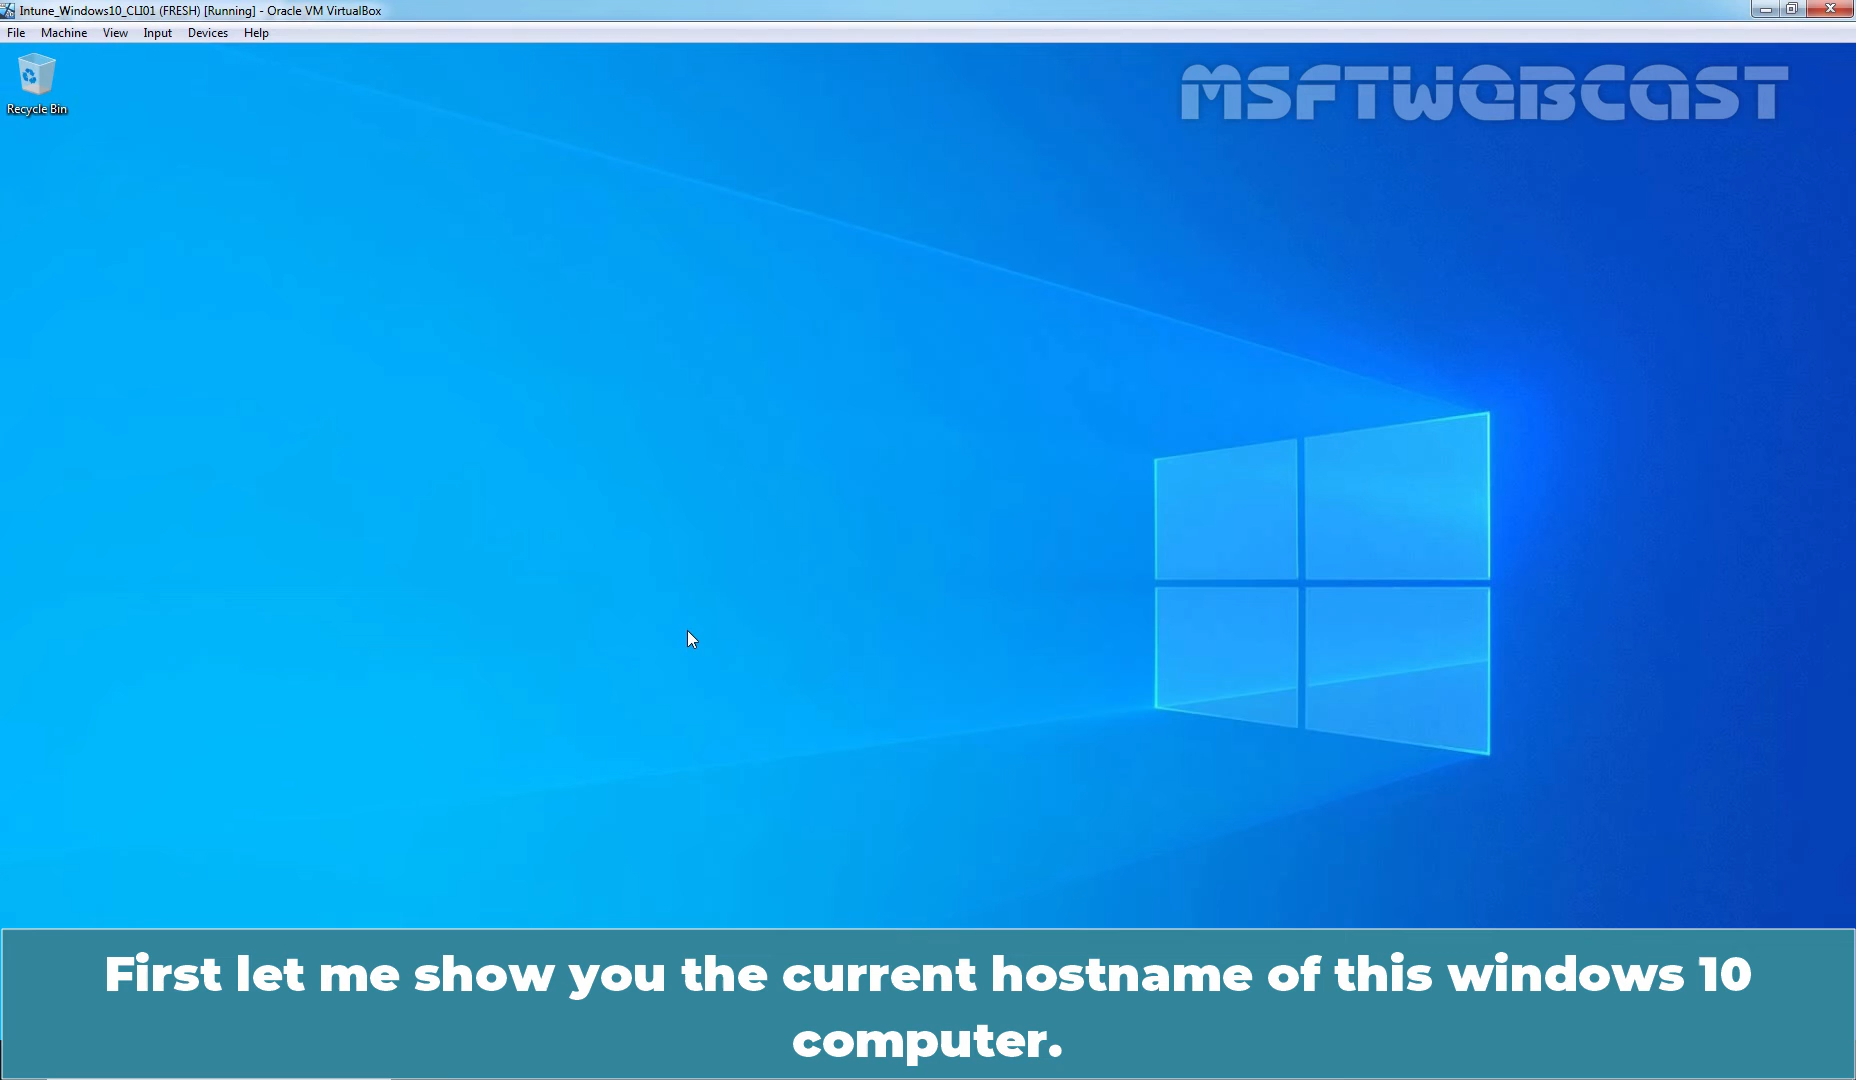 Intune_Windows10_CLI01 (FRESH) [Running] - Oracle VM VirtualBox
File Machine View Input Devices Help
Recycle Bin
MSFTWEBCAST
First let me show you the current hostname of this windows 10
computer.